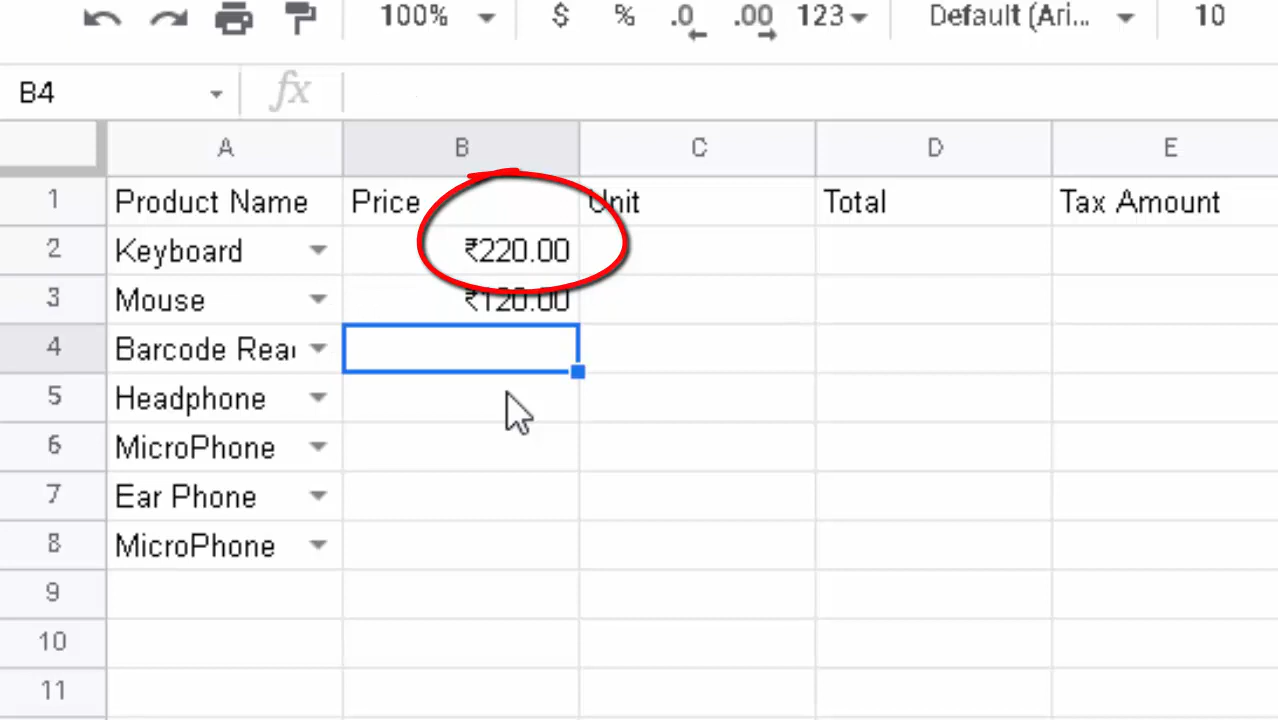 100% $ % .0 .00 123 Default (Ari... 10
B4 fx
A B C D E
1 Product Name Price Unit Total Tax Amount
2 Keyboard ₹220.00
3 Mouse ₹120.00
4 Barcode Rea
5 Headphone
6 MicroPhone
7 Ear Phone
8 MicroPhone
9
10
11